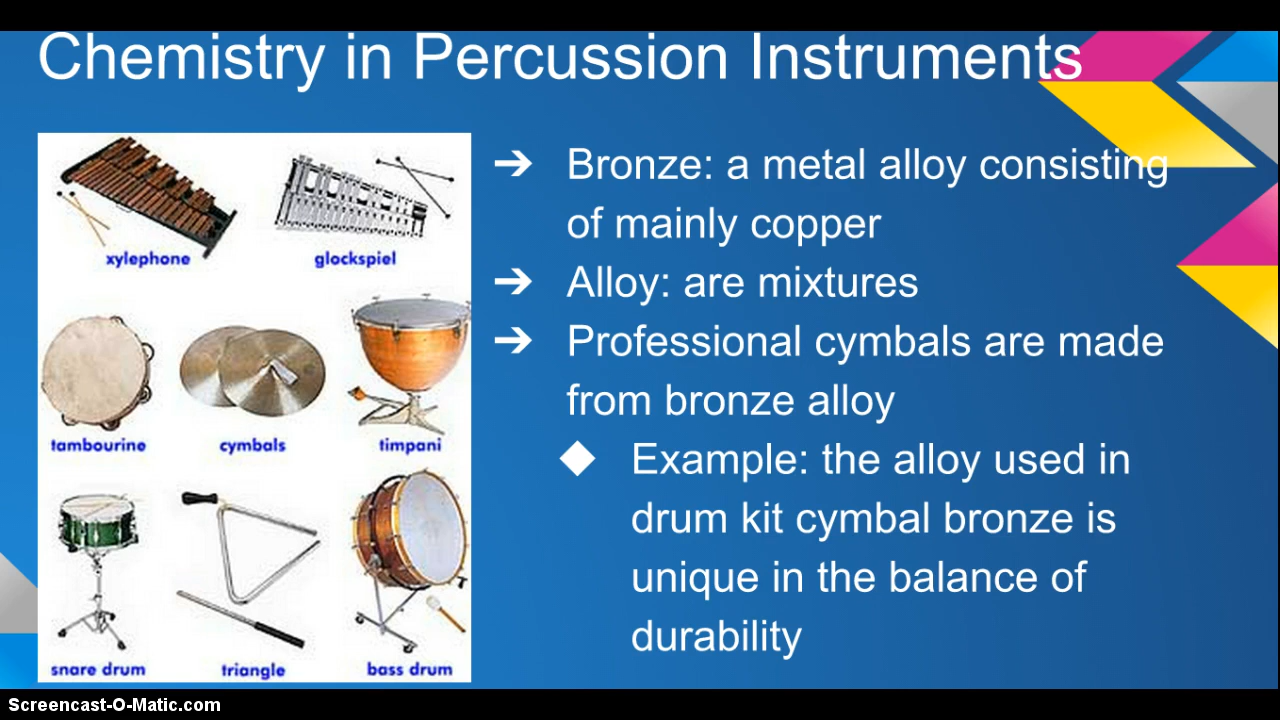 Chemistry in Percussion Instruments
xylephone
glockspiel
tambourine
cymbals
timpani
snare drum
triangle
bass drum
➔ Bronze: a metal alloy consisting
of mainly copper
➔ Alloy: are mixtures
➔ Professional cymbals are made
from bronze alloy
◆ Example: the alloy used in
drum kit cymbal bronze is
unique in the balance of
durability
Screencast-O-Matic.com